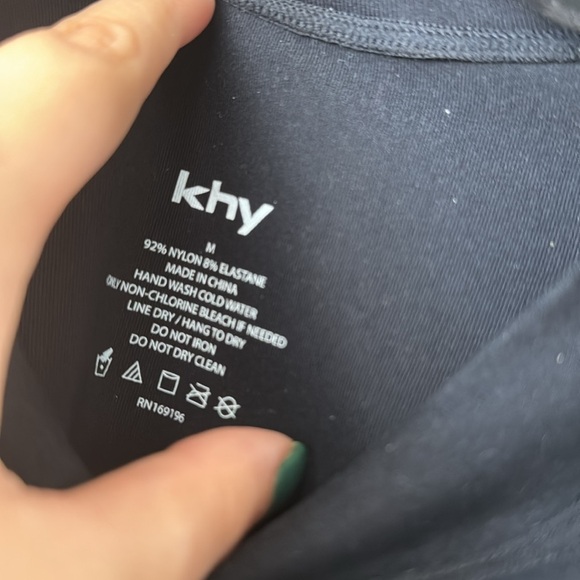 khy
M
92% NYLON 8% ELASTANE
MADE IN CHINA
HAND WASH COLD WATER
ONLY NON-CHLORINE BLEACH IF NEEDED
LINE DRY / HANG TO DRY
DO NOT IRON
DO NOT DRY CLEAN
RN169196